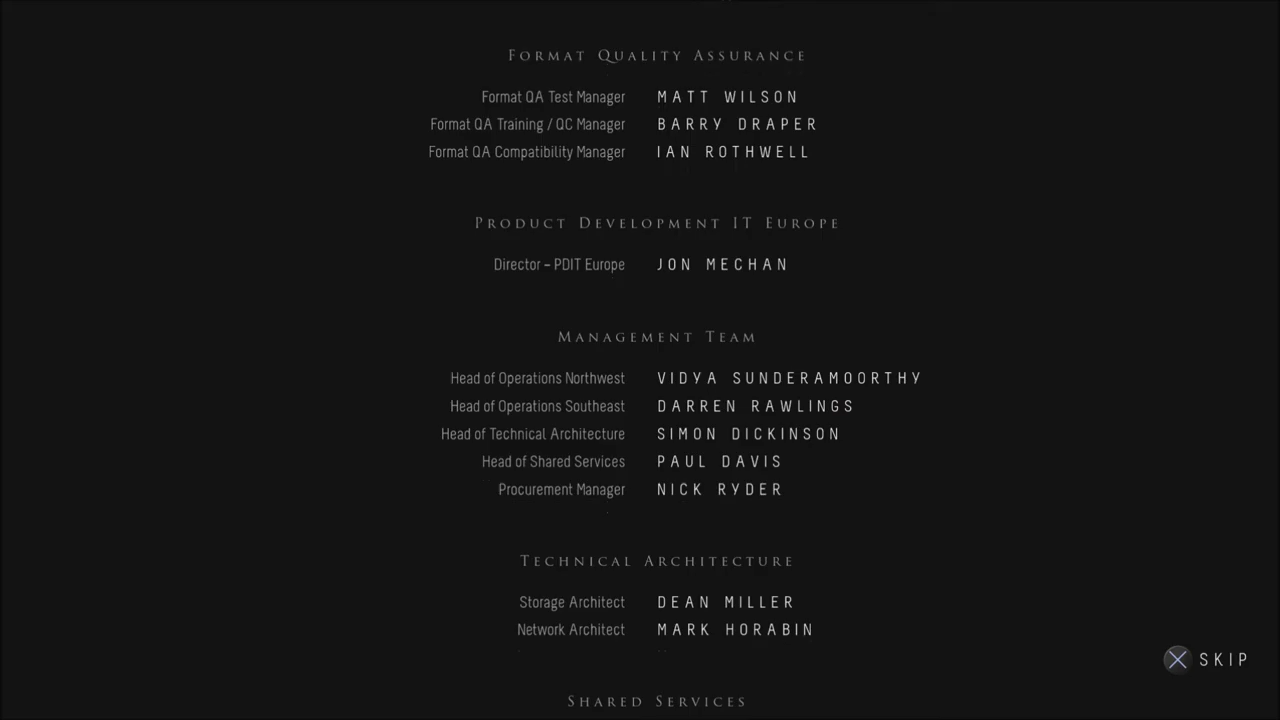 FORMAT QUALITY ASSURANCE
Format QA Test Manager MATT WILSON
Format QA Training / QC Manager BARRY DRAPER
Format QA Compatibility Manager IAN ROTHWELL
PRODUCT DEVELOPMENT IT EUROPE
Director – PDIT Europe JON MECHAN
MANAGEMENT TEAM
Head of Operations Northwest VIDYA SUNDERAMOORTHY
Head of Operations Southeast DARREN RAWLINGS
Head of Technical Architecture SIMON DICKINSON
Head of Shared Services PAUL DAVIS
Procurement Manager NICK RYDER
TECHNICAL ARCHITECTURE
Storage Architect DEAN MILLER
Network Architect MARK HORABIN
SKIP
SHARED SERVICES